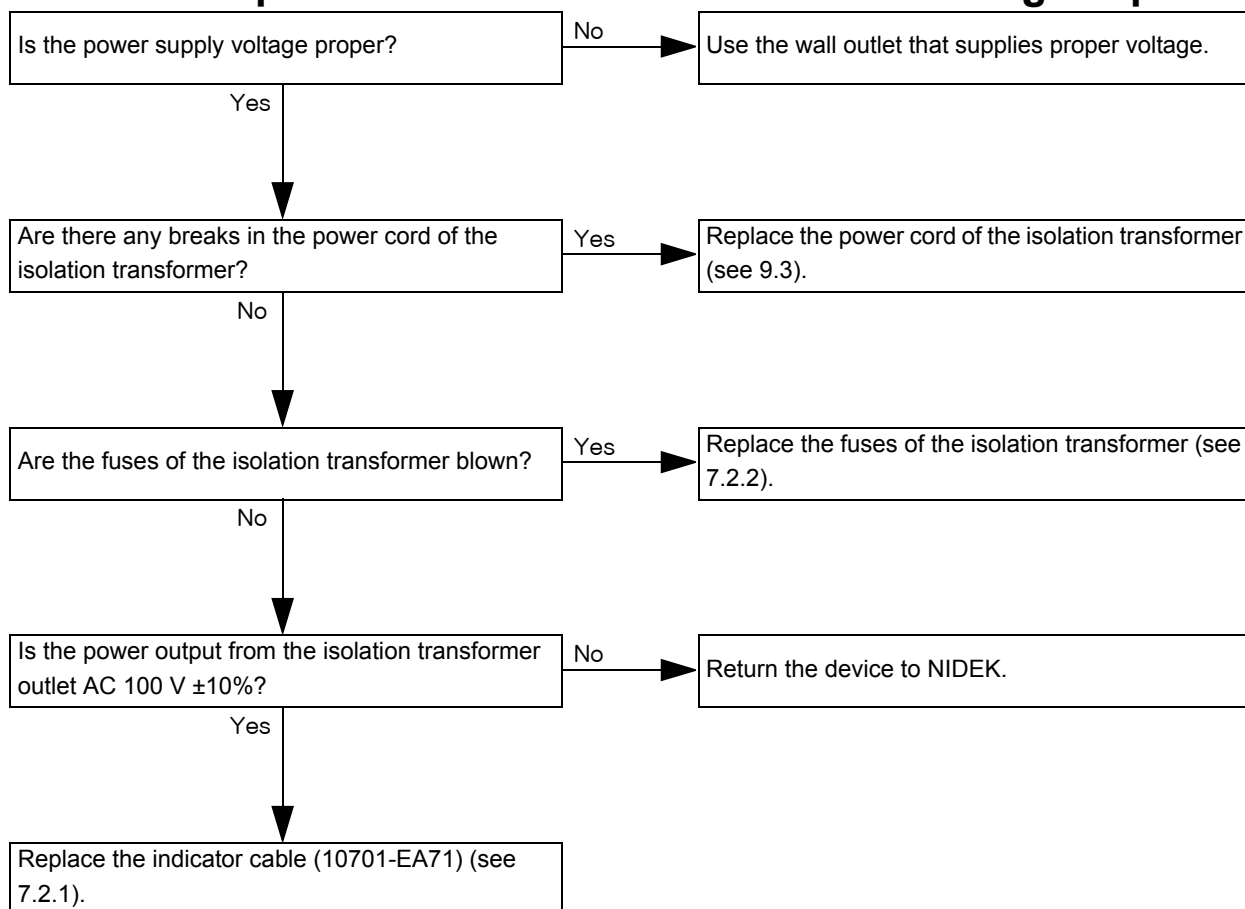 Is the power supply voltage proper?
No
Use the wall outlet that supplies proper voltage.
Yes
Are there any breaks in the power cord of the
isolation transformer?
Yes
Replace the power cord of the isolation transformer
(see 9.3).
No
Are the fuses of the isolation transformer blown?
Yes
Replace the fuses of the isolation transformer (see
7.2.2).
No
Is the power output from the isolation transformer
outlet AC 100 V ±10%?
No
Return the device to NIDEK.
Yes
Replace the indicator cable (10701-EA71) (see
7.2.1).